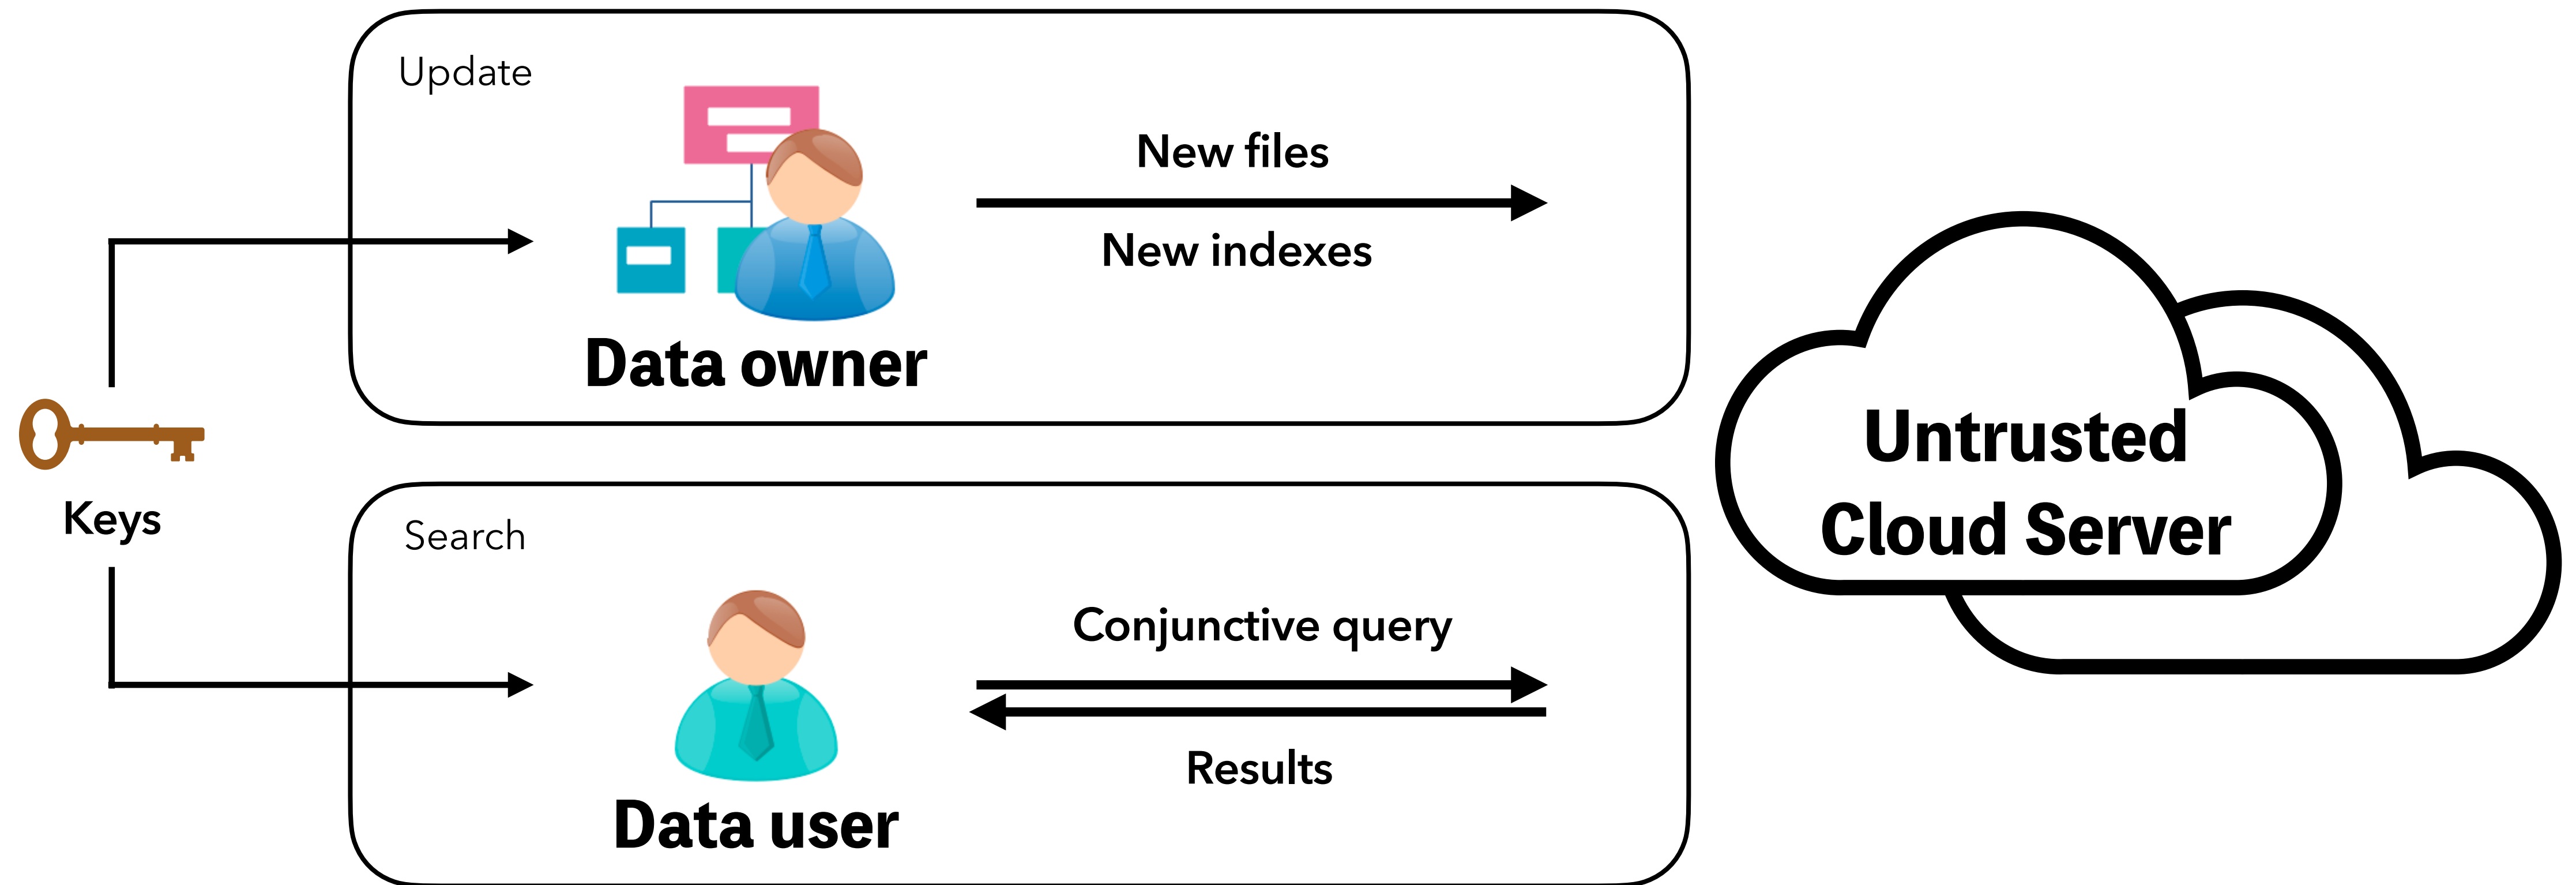 Update
New files
New indexes
Data owner
Keys
Search
Conjunctive query
Results
Data user
Untrusted
Cloud Server